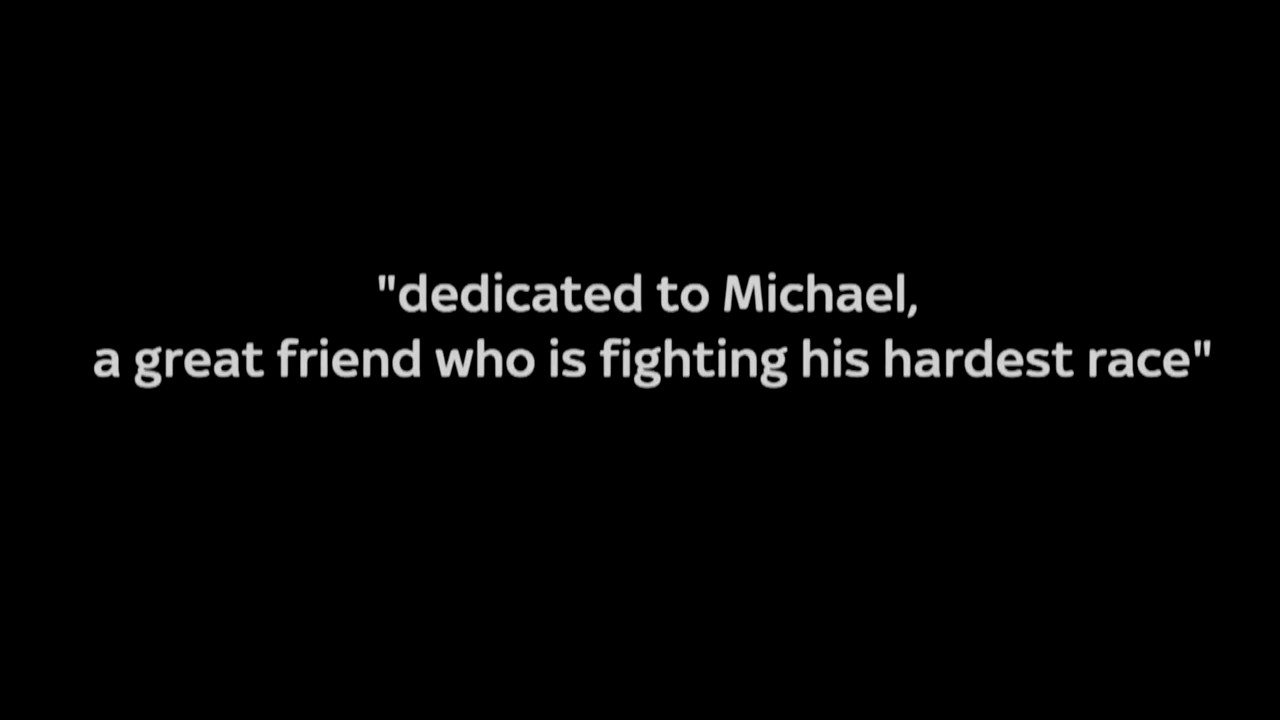 "dedicated to Michael,
a great friend who is fighting his hardest race"